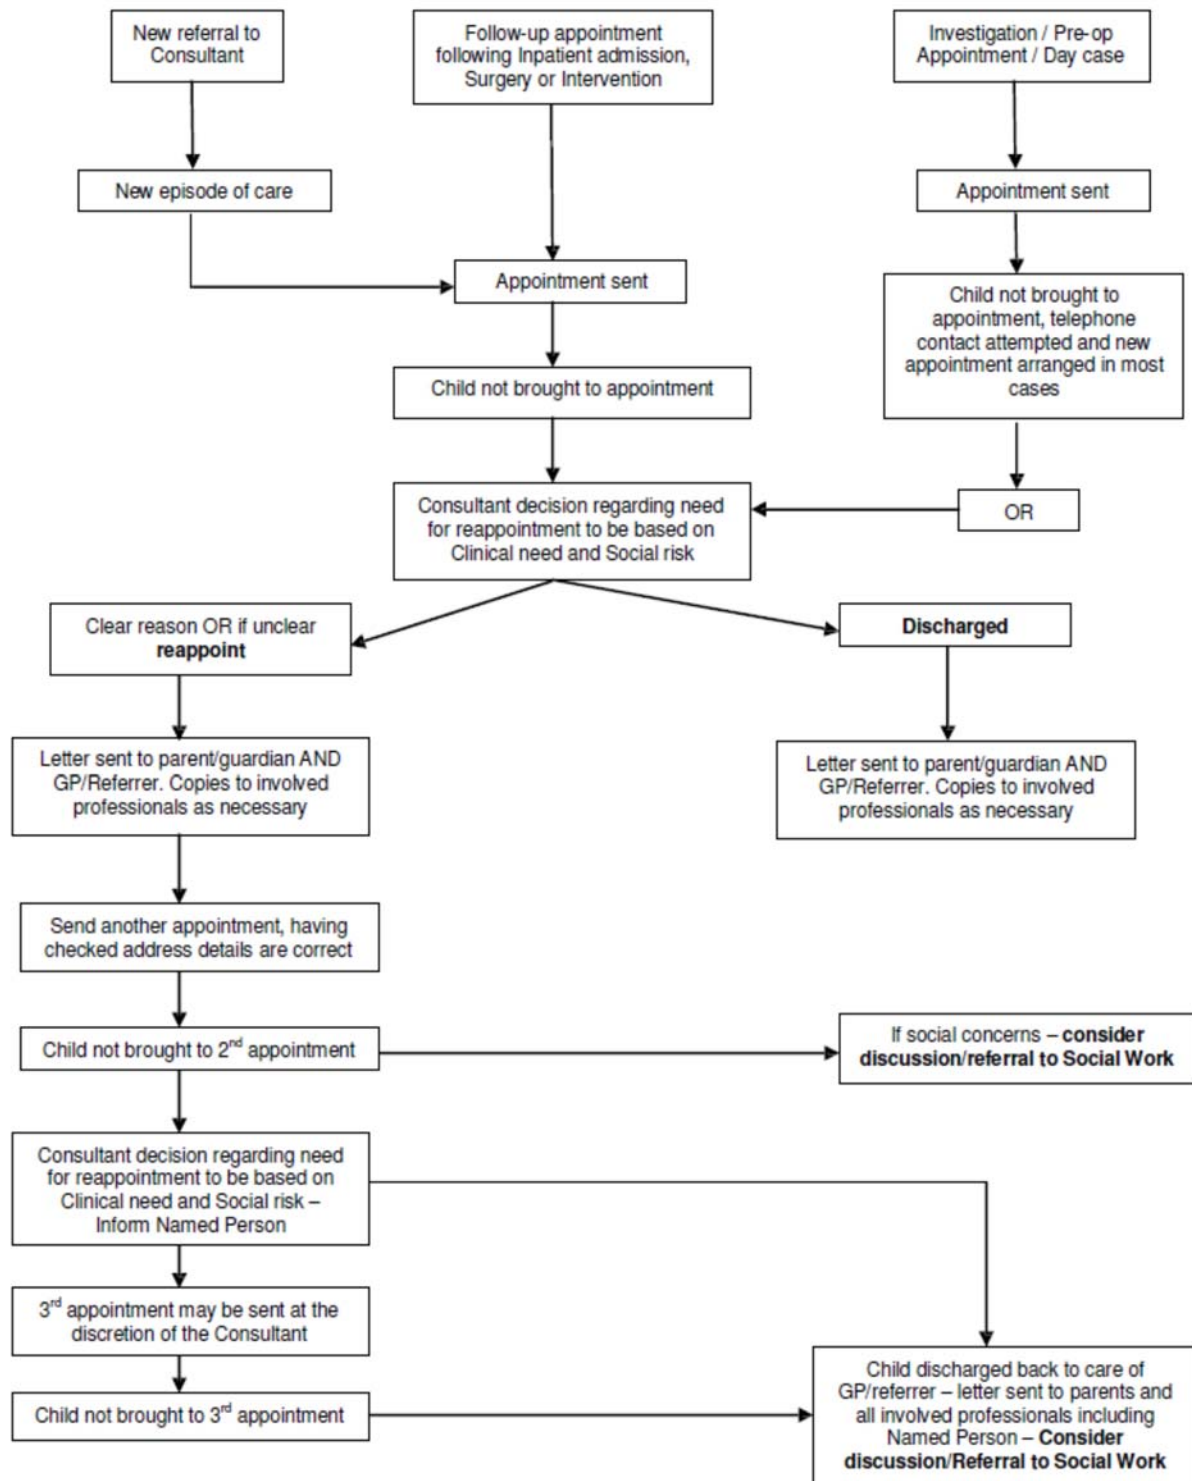 New referral to
Consultant
Follow-up appointment
following Inpatient admission,
Surgery or Intervention
Investigation / Pre-op
Appointment / Day case
New episode of care
Appointment sent
Appointment sent
Child not brought to
appointment, telephone
contact attempted and new
appointment arranged in most
cases
Child not brought to appointment
Consultant decision regarding need
for reappointment to be based on
Clinical need and Social risk
OR
Clear reason OR if unclear
reappoint
Discharged
Letter sent to parent/guardian AND
GP/Referrer. Copies to involved
professionals as necessary
Letter sent to parent/guardian AND
GP/Referrer. Copies to involved
professionals as necessary
Send another appointment, having
checked address details are correct
Child not brought to 2nd appointment
If social concerns – consider
discussion/referral to Social Work
Consultant decision regarding need
for reappointment to be based on
Clinical need and Social risk –
Inform Named Person
3rd appointment may be sent at the
discretion of the Consultant
Child not brought to 3rd appointment
Child discharged back to care of
GP/referrer – letter sent to parents and
all involved professionals including
Named Person – Consider
discussion/Referral to Social Work